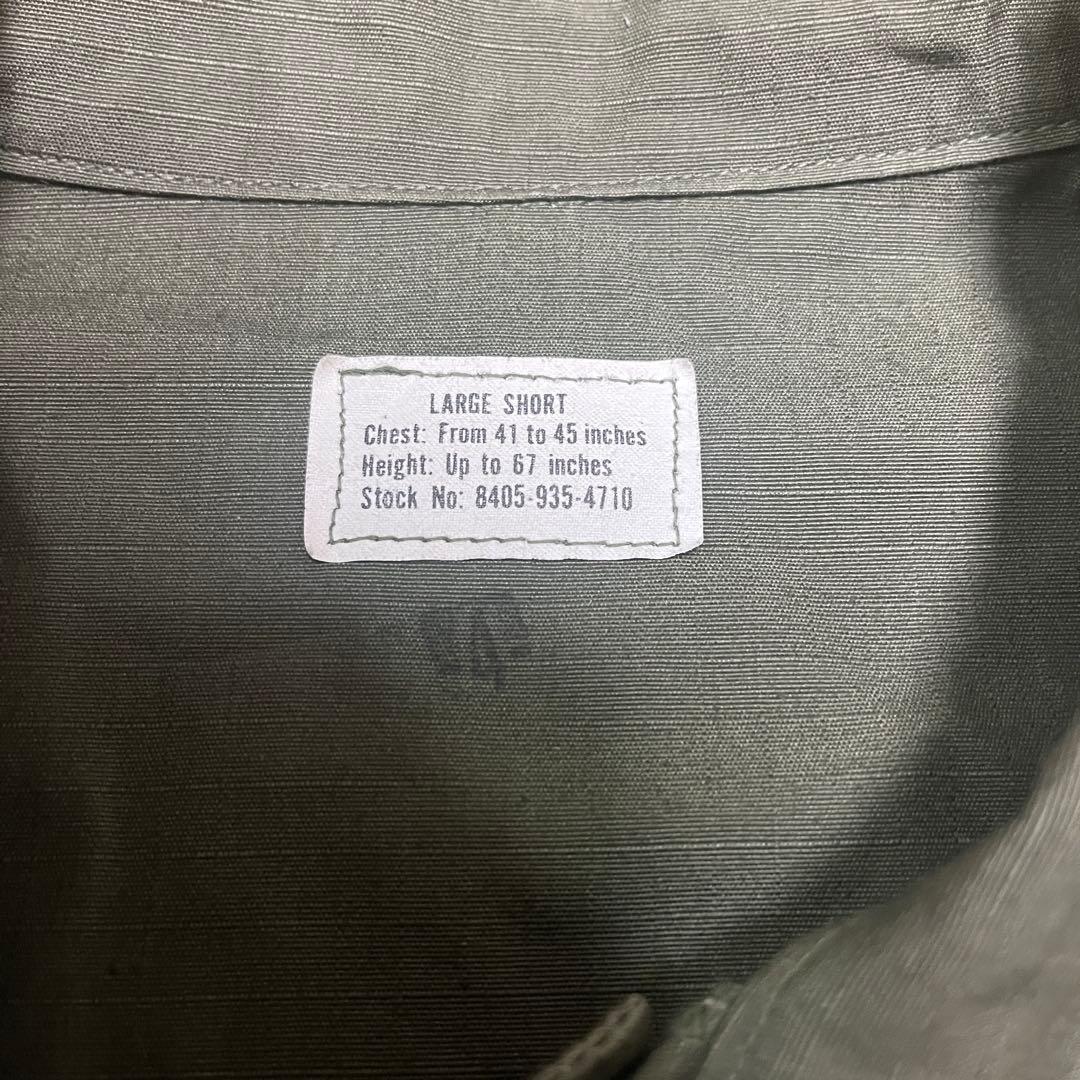 LARGE SHORT
Chest: From 41 to 45 inches
Height: Up to 67 inches
Stock No: 8405-935-4710